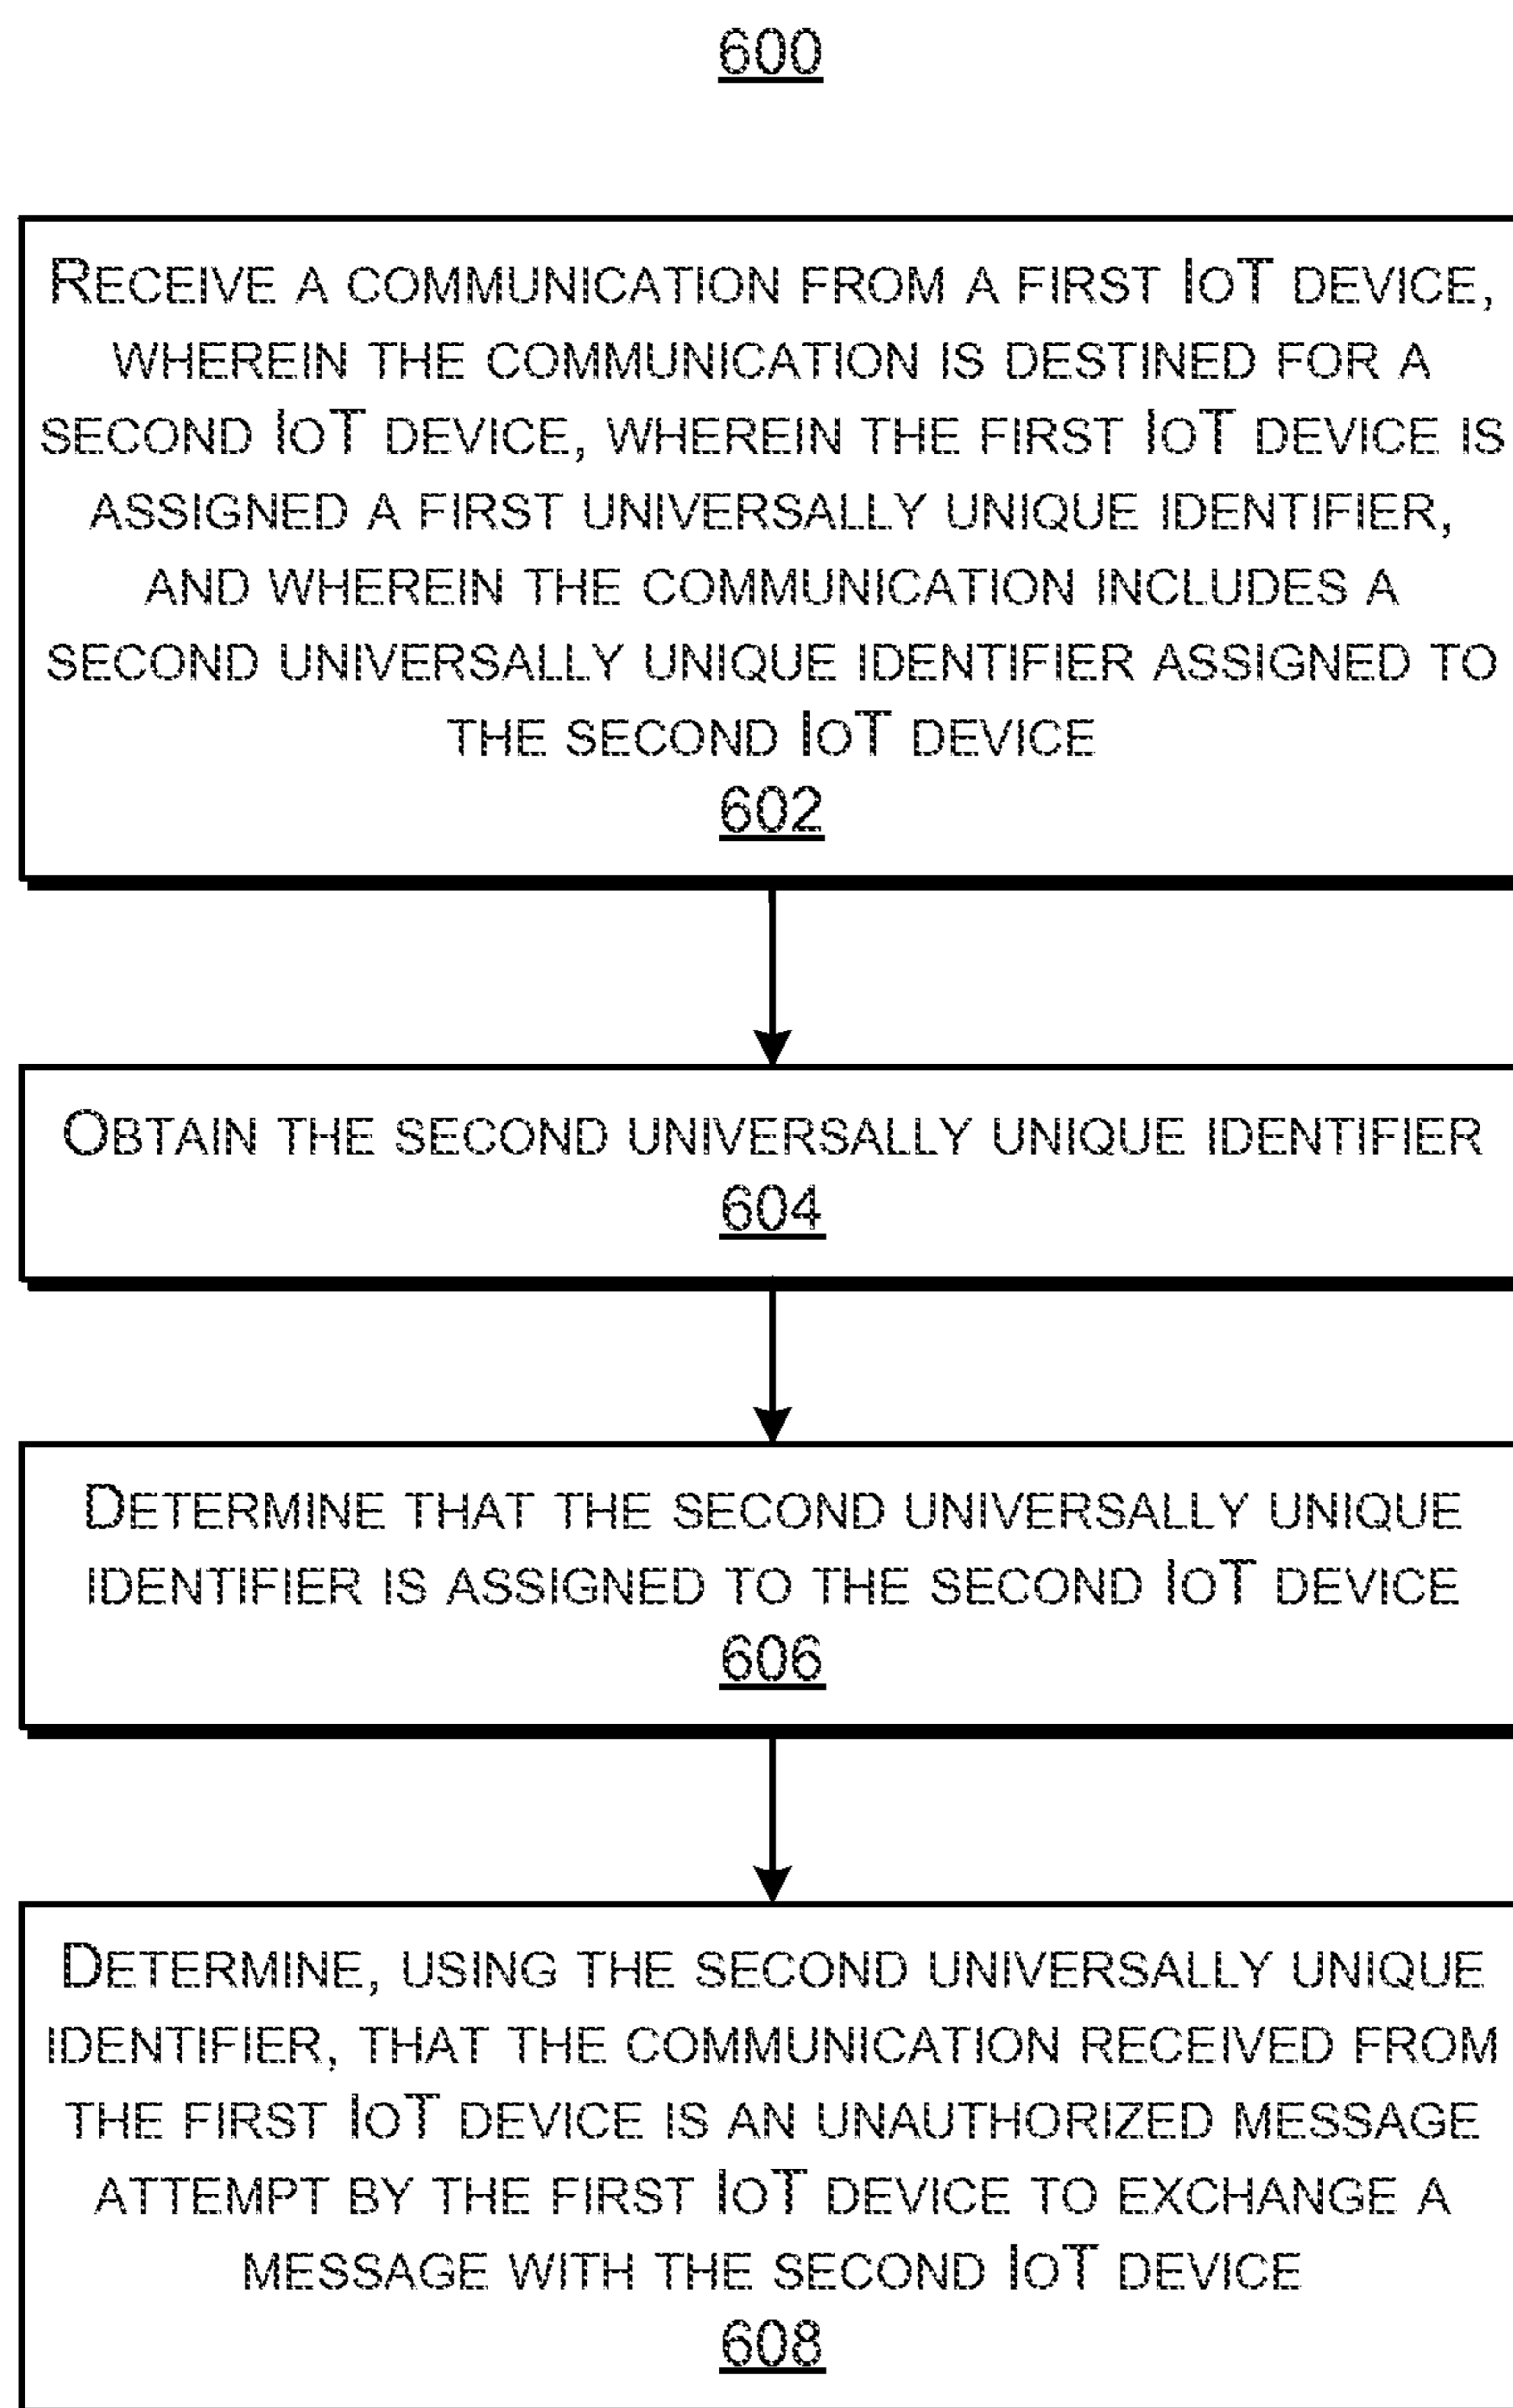 600
RECEIVE A COMMUNICATION FROM A FIRST IOT DEVICE,
WHEREIN THE COMMUNICATION IS DESTINED FOR A
SECOND IOT DEVICE, WHEREIN THE FIRST IOT DEVICE IS
ASSIGNED A FIRST UNIVERSALLY UNIQUE IDENTIFIER,
AND WHEREIN THE COMMUNICATION INCLUDES A
SECOND UNIVERSALLY UNIQUE IDENTIFIER ASSIGNED TO
THE SECOND IOT DEVICE
602
OBTAIN THE SECOND UNIVERSALLY UNIQUE IDENTIFIER
604
DETERMINE THAT THE SECOND UNIVERSALLY UNIQUE
IDENTIFIER IS ASSIGNED TO THE SECOND IOT DEVICE
606
DETERMINE, USING THE SECOND UNIVERSALLY UNIQUE
IDENTIFIER, THAT THE COMMUNICATION RECEIVED FROM
THE FIRST IOT DEVICE IS AN UNAUTHORIZED MESSAGE
ATTEMPT BY THE FIRST IOT DEVICE TO EXCHANGE A
MESSAGE WITH THE SECOND IOT DEVICE
608